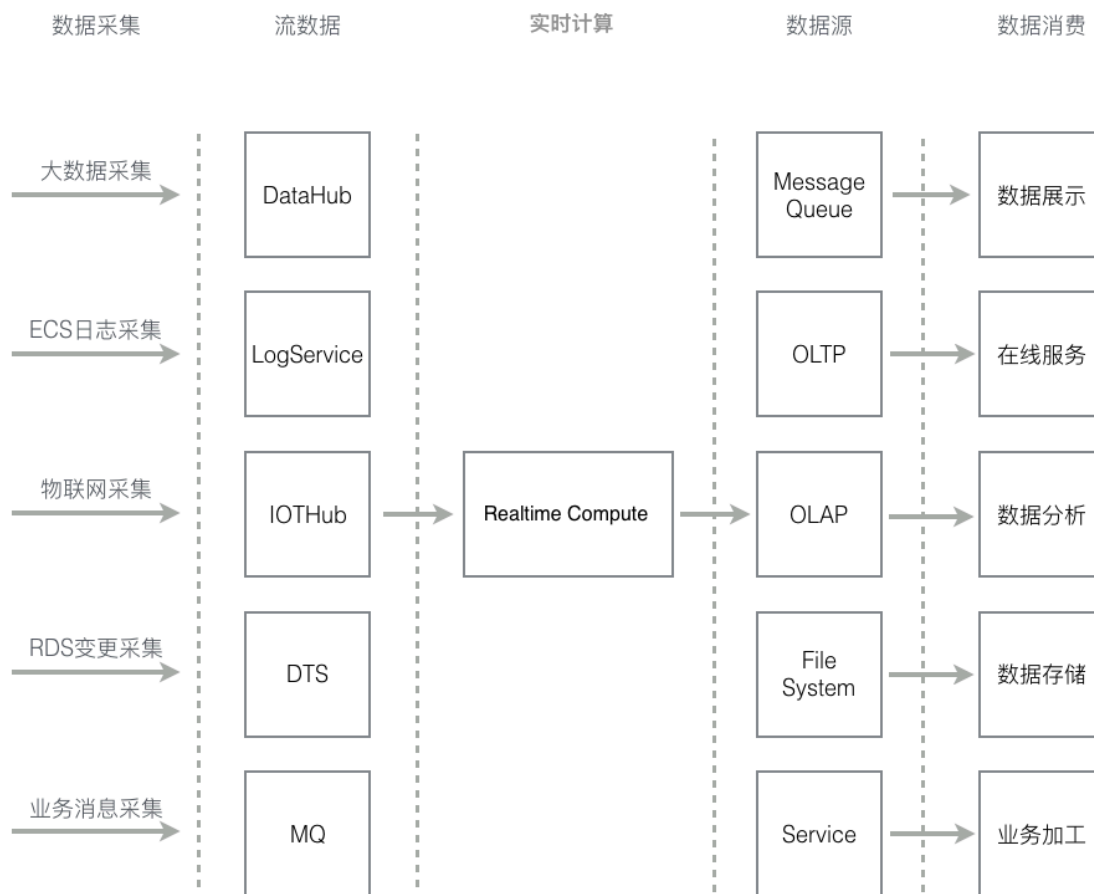 数据采集
流数据
实时计算
数据源
数据消费
大数据采集
DataHub
Message
Queue
数据展示
ECS日志采集
LogService
OLTP
在线服务
物联网采集
IOTHub
Realtime Compute
OLAP
数据分析
RDS变更采集
DTS
File
System
数据存储
业务消息采集
MQ
Service
业务加工